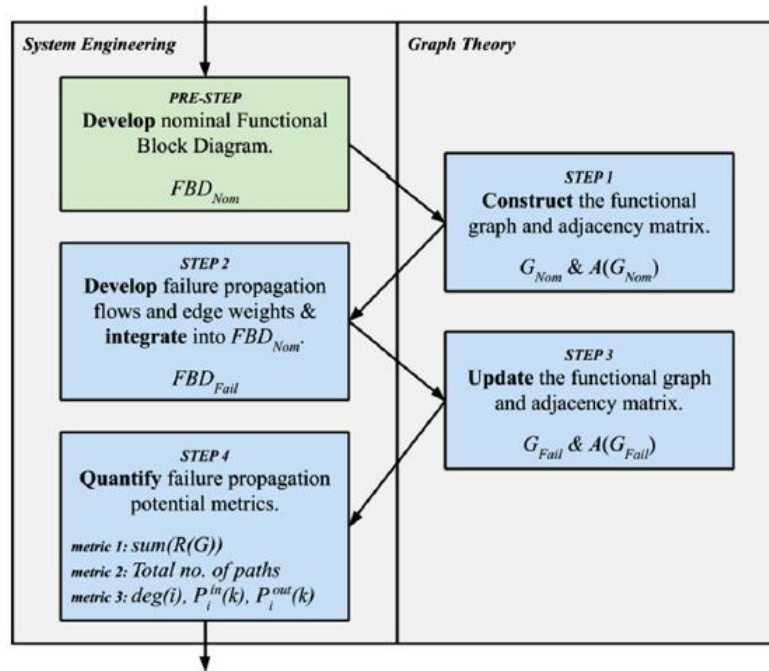 System Engineering
Graph Theory
PRE-STEP
Develop nominal Functional
Block Diagram.
FBD_Nom
STEP 1
Construct the functional
graph and adjacency matrix.
G_Nom & A(G_Nom)
STEP 2
Develop failure propagation
flows and edge weights &
integrate into FBD_Nom.
FBD_Fail
STEP 3
Update the functional graph
and adjacency matrix.
G_Fail & A(G_Fail)
STEP 4
Quantify failure propagation
potential metrics.
metric 1: sum(R(G))
metric 2: Total no. of paths
metric 3: deg(i), P_i^in(k), P_i^out(k)